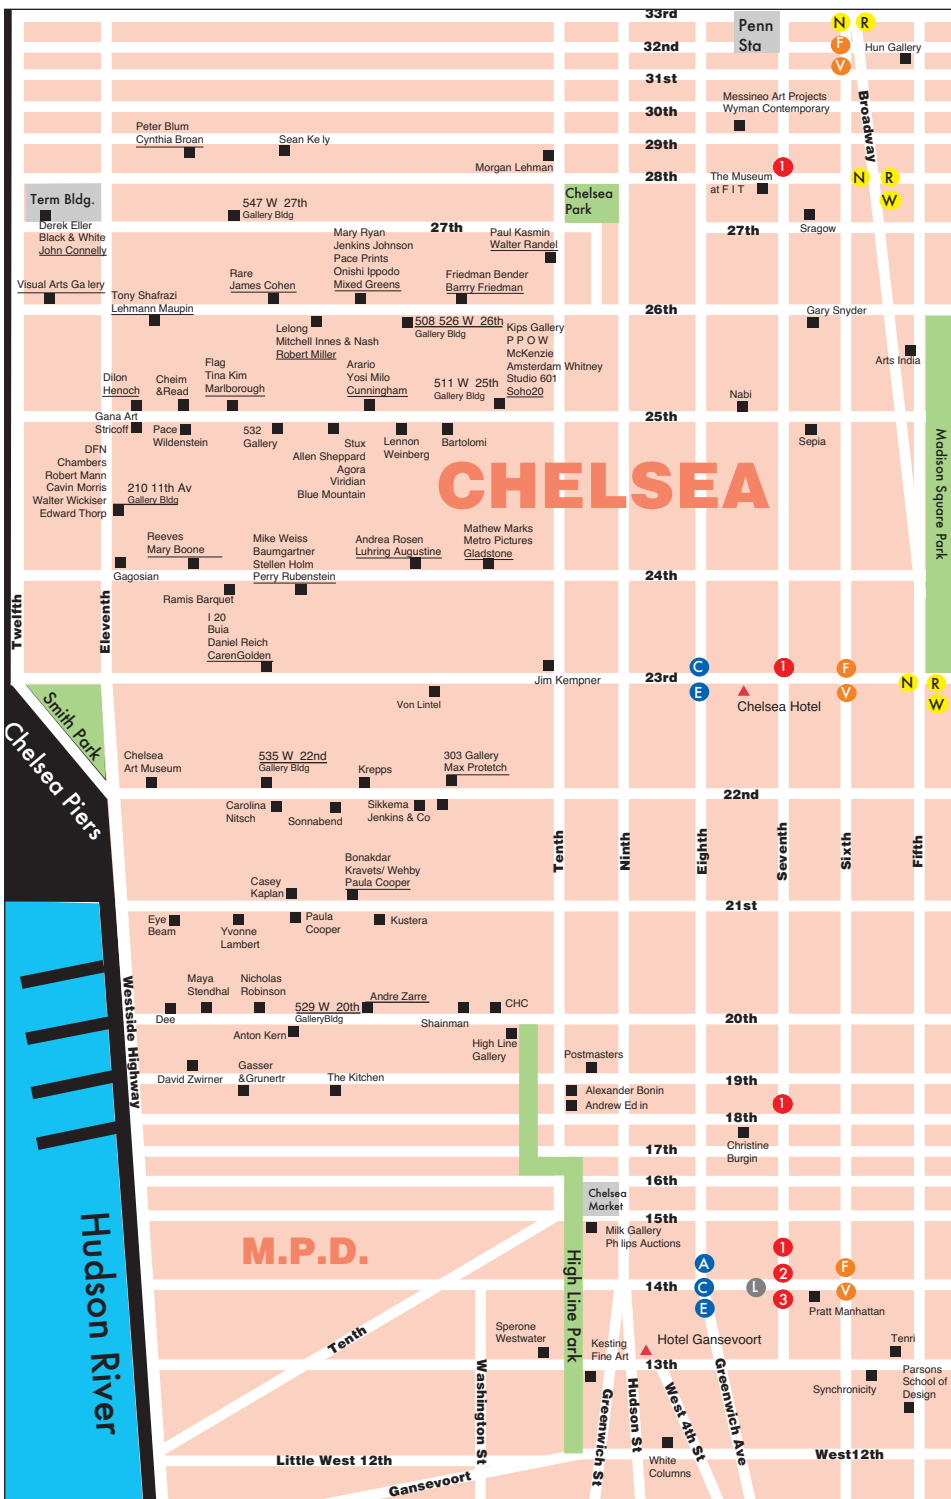 33rd
Penn
Sta
N R
32nd
F
Hun Gallery
V
31st
Broadway
Messineo Art Projects
Wyman Contemporary
30th
Peter Blum
Cynthia Broan
Sean Ke ly
29th
Morgan Lehman
1
28th
The Museum
at F I T
N R
W
Term Bldg.
547 W 27th
Gallery Bldg
Chelsea
Park
Derek Eller
Black & White
John Connelly
27th
27th
Sragow
Mary Ryan
Jenkins Johnson
Pace Prints
Onishi Ippodo
Mixed Greens
Paul Kasmin
Walter Randel
Visual Arts Ga lery
Rare
James Cohen
Friedman Bender
Barrry Friedman
Tony Shafrazi
Lehmann Maupin
26th
Gary Snyder
Lelong
Mitchell Innes & Nash
Robert Miller
508 526 W 26th
Gallery Bldg
Kips Gallery
P P O W
McKenzie
Amsterdam Whitney
Studio 601
Soho20
Arts India
Flag
Tina Kim
Marlborough
Arario
Yosi Milo
Cunningham
511 W 25th
Gallery Bldg
Dilon
Henoch
Cheim
&Read
Nabi
25th
Gana Art
Stricoff
Pace
Wildenstein
532
Gallery
Stux
Allen Sheppard
Agora
Viridian
Blue Mountain
Lennon
Weinberg
Bartolomi
Sepia
Madison Square Park
DFN
Chambers
Robert Mann
Cavin Morris
Walter Wickiser
Edward Thorp
210 11th Av
Gallery Bldg
CHELSEA
Reeves
Mary Boone
Mike Weiss
Baumgartner
Stellen Holm
Perry Rubenstein
Andrea Rosen
Luhring Augustine
Mathew Marks
Metro Pictures
Gladstone
Gagosian
24th
Ramis Barquet
Twelfth
Eleventh
I 20
Buia
Daniel Reich
CarenGolden
Jim Kempner
23rd
C
E
1
F
V
N R
W
Chelsea Hotel
Von Lintel
Smith Park
Chelsea Piers
Chelsea
Art Museum
535 W 22nd
Gallery Bldg
Krepps
303 Gallery
Max Protetch
22nd
Carolina
Nitsch
Sonnabend
Sikkema
Jenkins & Co
Tenth
Ninth
Eighth
Seventh
Sixth
Fifth
Bonakdar
Kravets/ Wehby
Paula Cooper
Casey
Kaplan
21st
Eye
Beam
Yvonne
Lambert
Paula
Cooper
Kustera
Westside Highway
Maya
Stendhal
Nicholas
Robinson
529 W 20th
GalleryBldg
Andre Zarre
CHC
Dee
Shainman
20th
Anton Kern
High Line
Gallery
Postmasters
David Zwirner
Gasser
&Grunertr
The Kitchen
19th
Alexander Bonin
Andrew Ed in
1
18th
Christine
Burgin
17th
16th
Chelsea
Market
15th
Milk Gallery
Ph lips Auctions
Hudson River
M.P.D.
High Line Park
A
C
E
1
2
3
L
F
V
14th
Pratt Manhattan
Tenth
Sperone
Westwater
Kesting
Fine Art
Hotel Gansevoort
Tenri
13th
Synchronicity
Parsons
School of
Design
Washington St
Greenwich St
Hudson St
West 4th St
Greenwich Ave
White
Columns
Little West 12th
West12th
Gansevoort